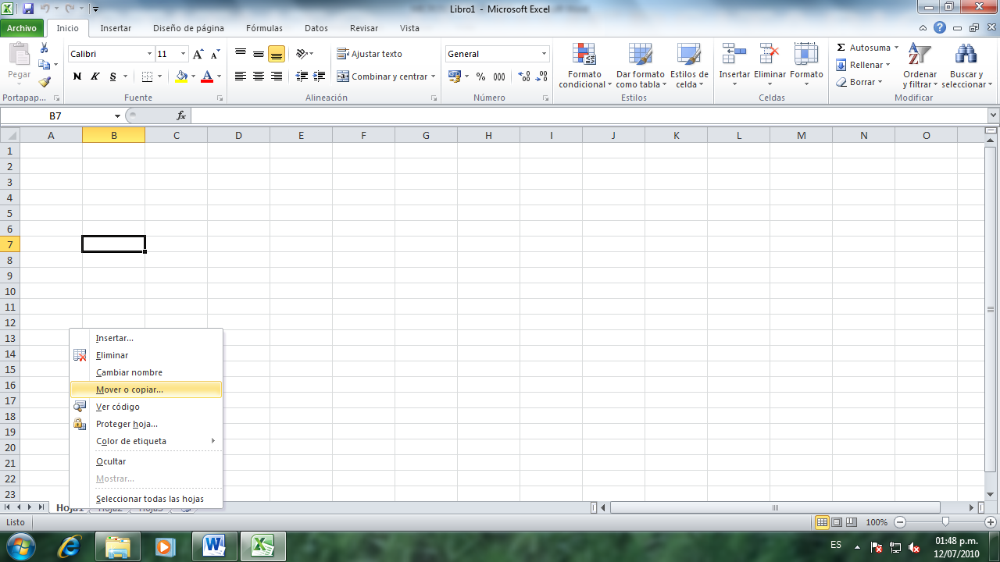 Libro1 - Microsoft Excel
Archivo Inicio Insertar Diseño de página Fórmulas Datos Revisar Vista
Pegar
Portapap...
Calibri 11
N K S
Fuente
Ajustar texto
Combinar y centrar
Alineación
General
% 000
Número
Formato condicional
Dar formato como tabla
Estilos de celda
Estilos
Insertar Eliminar Formato
Celdas
Autosuma
Rellenar
Borrar
Ordenar y filtrar
Buscar y seleccionar
Modificar
B7 fx
A B C D E F G H I J K L M N O
1
2
3
4
5
6
7
8
9
10
11
12
13
14
15
16
17
18
19
20
21
22
23
Insertar...
Eliminar
Cambiar nombre
Mover o copiar...
Ver código
Proteger hoja...
Color de etiqueta
Ocultar
Mostrar...
Seleccionar todas las hojas
Hoja1 Hoja2 Hoja3
Listo 100%
ES 01:48 p.m.
12/07/2010